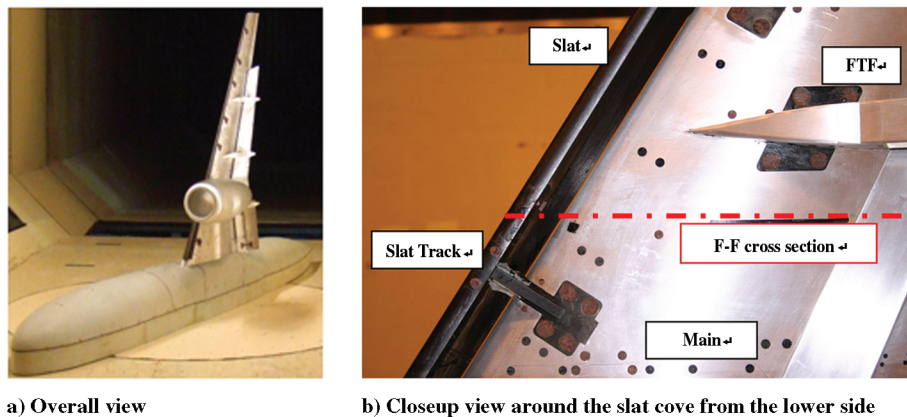 Slat↵
FTF↵
Slat Track↵
F-F cross section ↵
Main↵
a) Overall view
b) Closeup view around the slat cove from the lower side